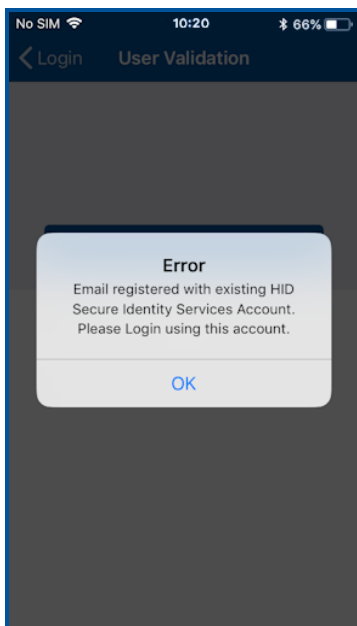 No SIM 10:20 66%
Login User Validation
Error
Email registered with existing HID
Secure Identity Services Account.
Please Login using this account.
OK